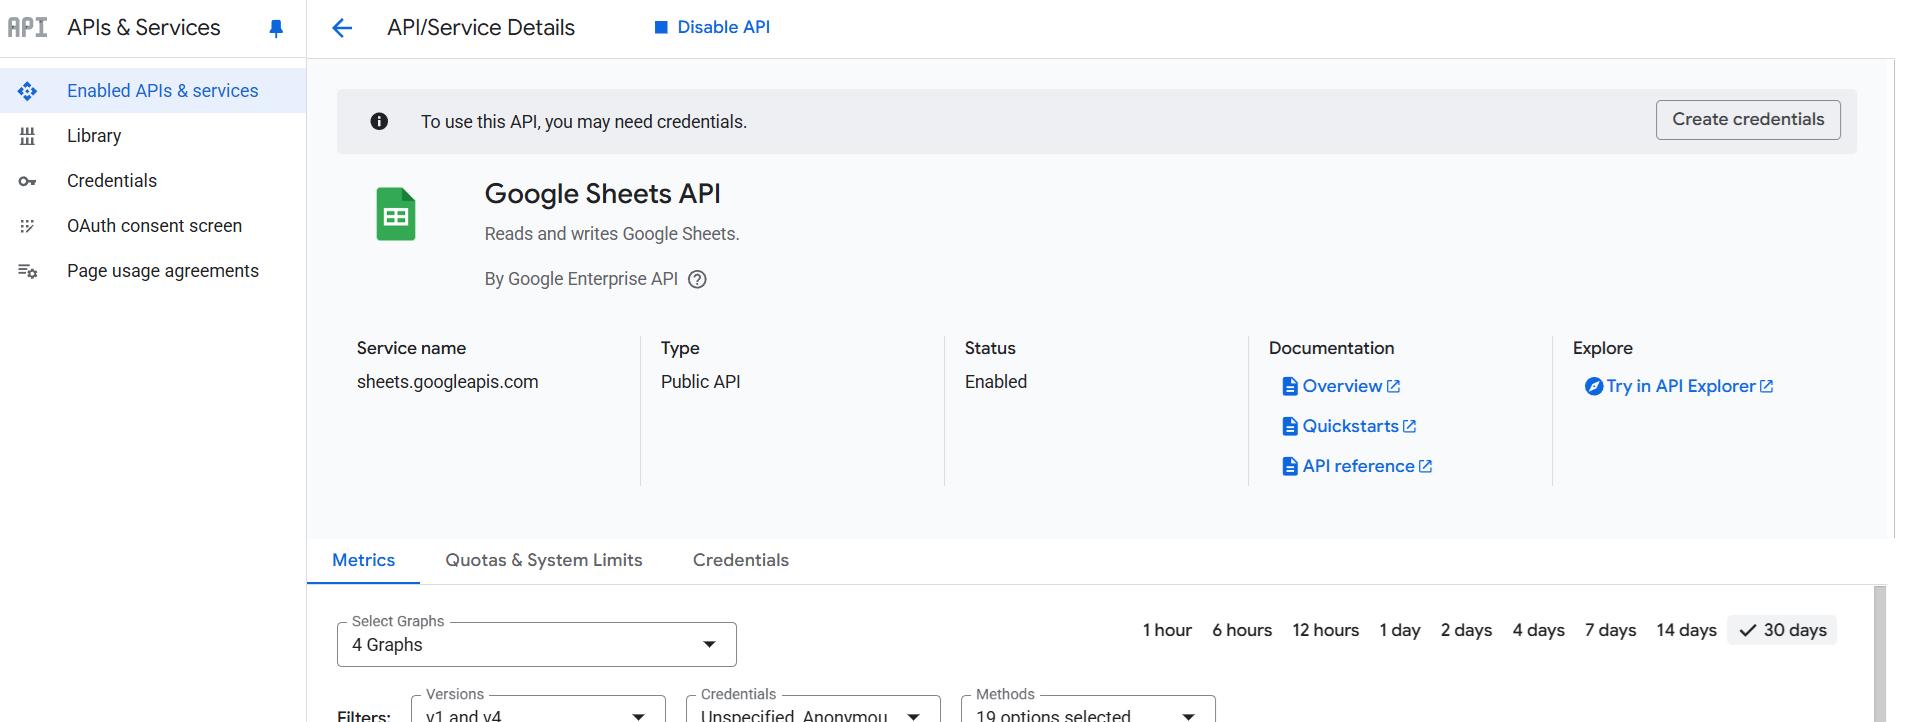 API APIs & Services
API/Service Details
Disable API
Enabled APIs & services
Library
Credentials
OAuth consent screen
Page usage agreements
To use this API, you may need credentials.
Create credentials
Google Sheets API
Reads and writes Google Sheets.
By Google Enterprise API
Service name
sheets.googleapis.com
Type
Public API
Status
Enabled
Documentation
Overview
Quickstarts
API reference
Explore
Try in API Explorer
Metrics
Quotas & System Limits
Credentials
Select Graphs
4 Graphs
1 hour
6 hours
12 hours
1 day
2 days
4 days
7 days
14 days
30 days
Filters:
Versions
v1 and v4
Credentials
Unspecified, Anonymou
Methods
19 options selected